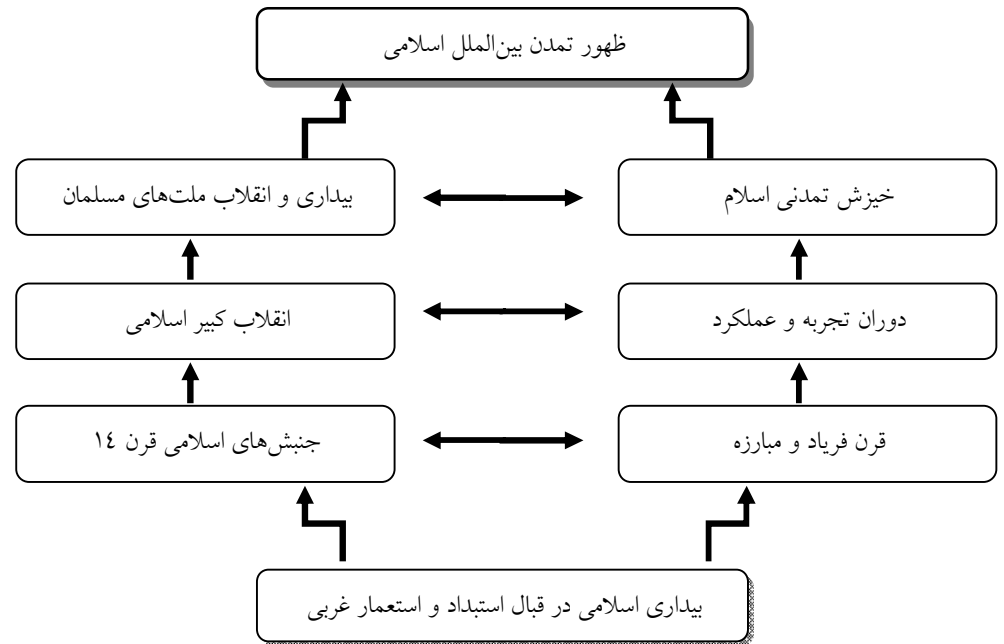 ظهور تمدن بین‌الملل اسلامی
خیزش تمدنی اسلام
بیداری و انقلاب ملت‌های مسلمان
دوران تجربه و عملکرد
انقلاب کبیر اسلامی
قرن فریاد و مبارزه
جنبش‌های اسلامی قرن ١٤
بیداری اسلامی در قبال استبداد و استعمار غربی